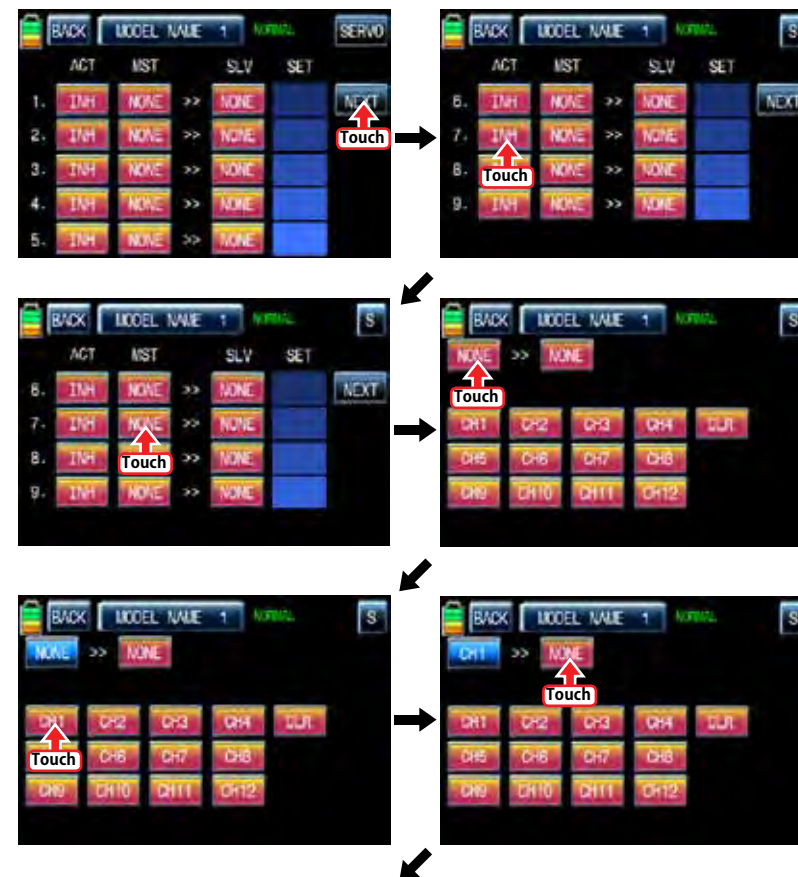 BACK MODEL NAME 1 NORMAL SERVO
ACT MST SLV SET
1. INH NONE >> NONE NEXT
Touch
2. INH NONE >> NONE
3. INH NONE >> NONE
4. INH NONE >> NONE
5. INH NONE >> NONE
BACK MODEL NAME 1 NORMAL S
ACT MST SLV SET
6. INH NONE >> NONE NEXT
7. INH NONE >> NONE
Touch
8. NONE >> NONE
9. INH NONE >> NONE
BACK MODEL NAME 1 NORMAL S
ACT MST SLV SET
6. INH NONE >> NONE NEXT
7. INH NONE >> NONE
Touch
8. INH >> NONE
9. INH NONE >> NONE
BACK MODEL NAME 1 NORMAL S
NONE >> NONE
Touch
CH1 CH2 CH3 CH4 CLR
CH5 CH6 CH7 CH8
CH9 CH10 CH11 CH12
BACK MODEL NAME 1 NORMAL S
NONE >> NONE
CH1 CH2 CH3 CH4 CLR
Touch
CH6 CH7 CH8
CH9 CH10 CH11 CH12
BACK MODEL NAME 1 NORMAL S
CH1 >> NONE
Touch
CH1 CH2 CH3 CH4 CLR
CH5 CH6 CH7 CH8
CH9 CH10 CH11 CH12